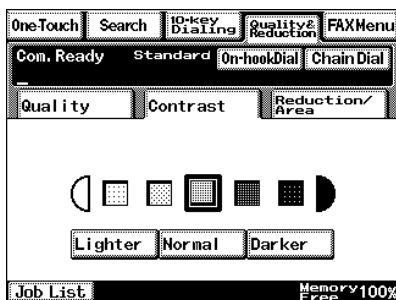 One-Touch Search 10-key Dialing Quality& Reduction FAX Menu
Com. Ready Standard On-hookDial Chain Dial
Quality Contrast Reduction/ Area
Lighter Normal Darker
Job List Memory Free 100%